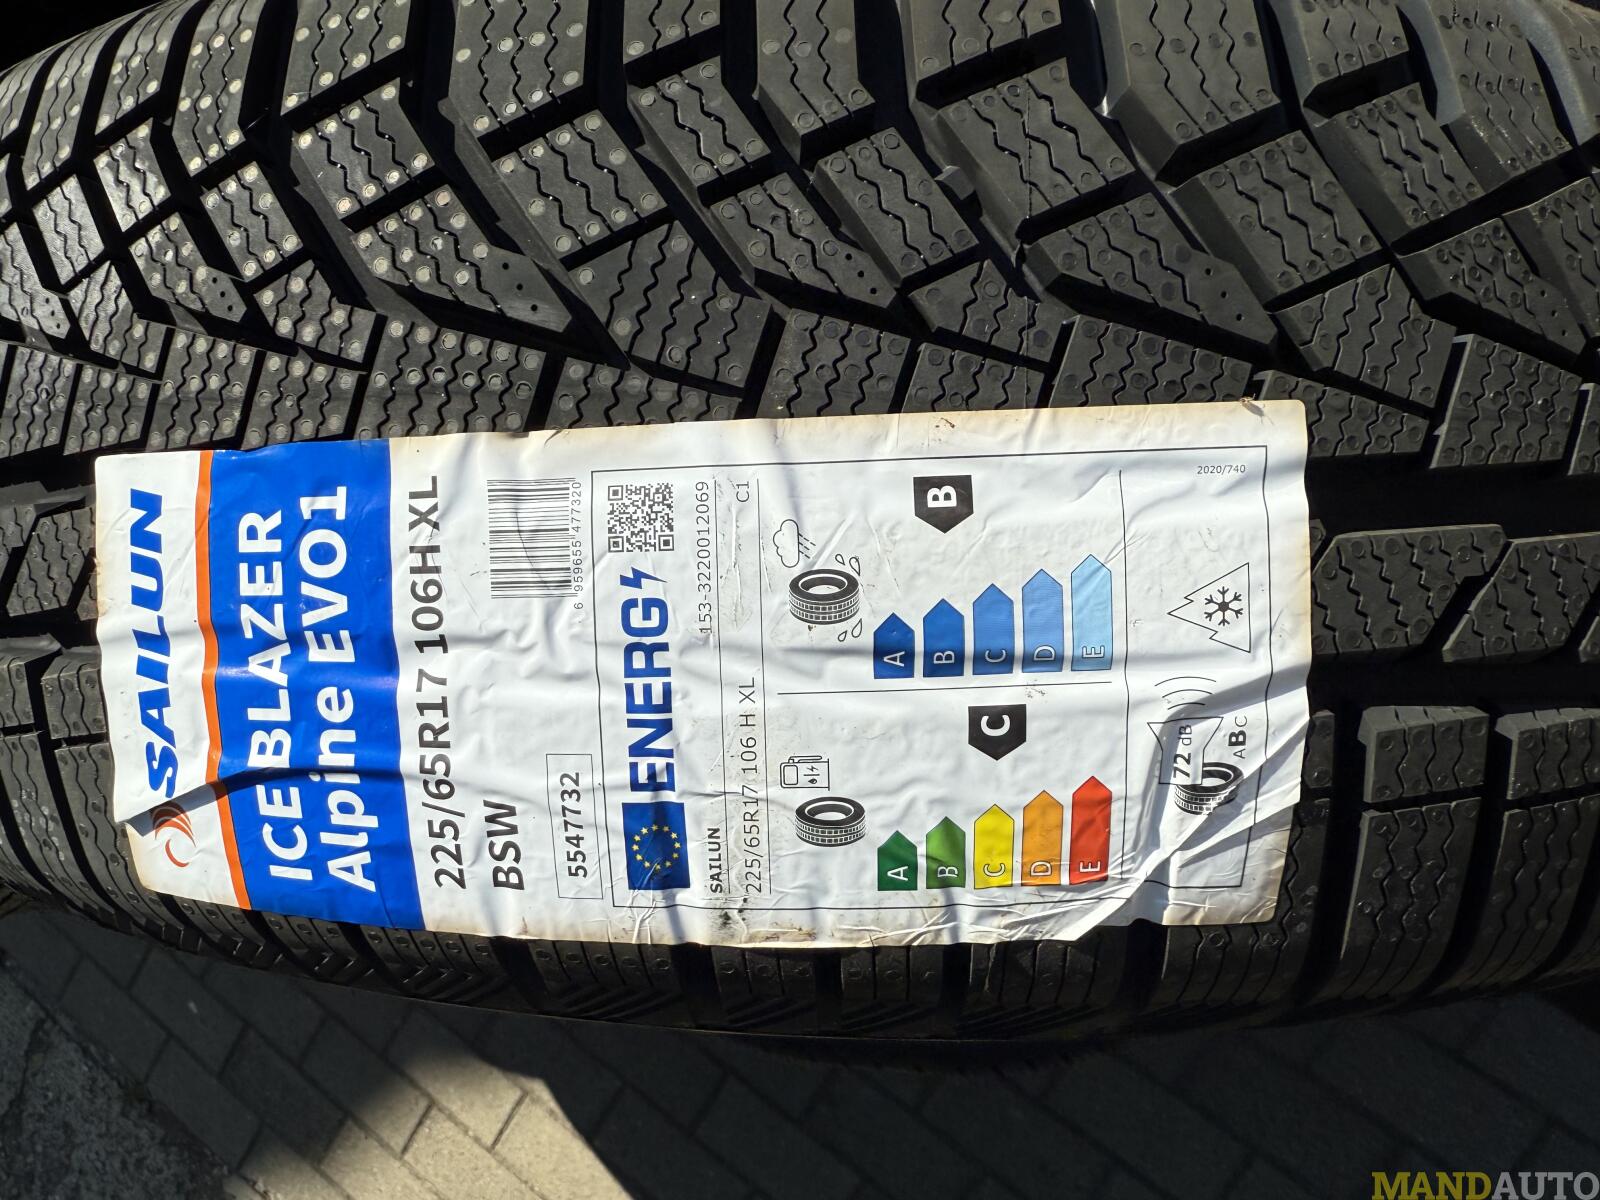 SAILUN
ICE BLAZER
Alpine EVO1
225/65R17 106H XL
BSW
5547732
6 959655 477320
ENERG
SAILUN
153-3220012069
225/65R17 106 H XL
C1
C
B
A
B
C
D
E
A
B
C
D
E
72 dB
ABC
2020/740
MANDAUTO